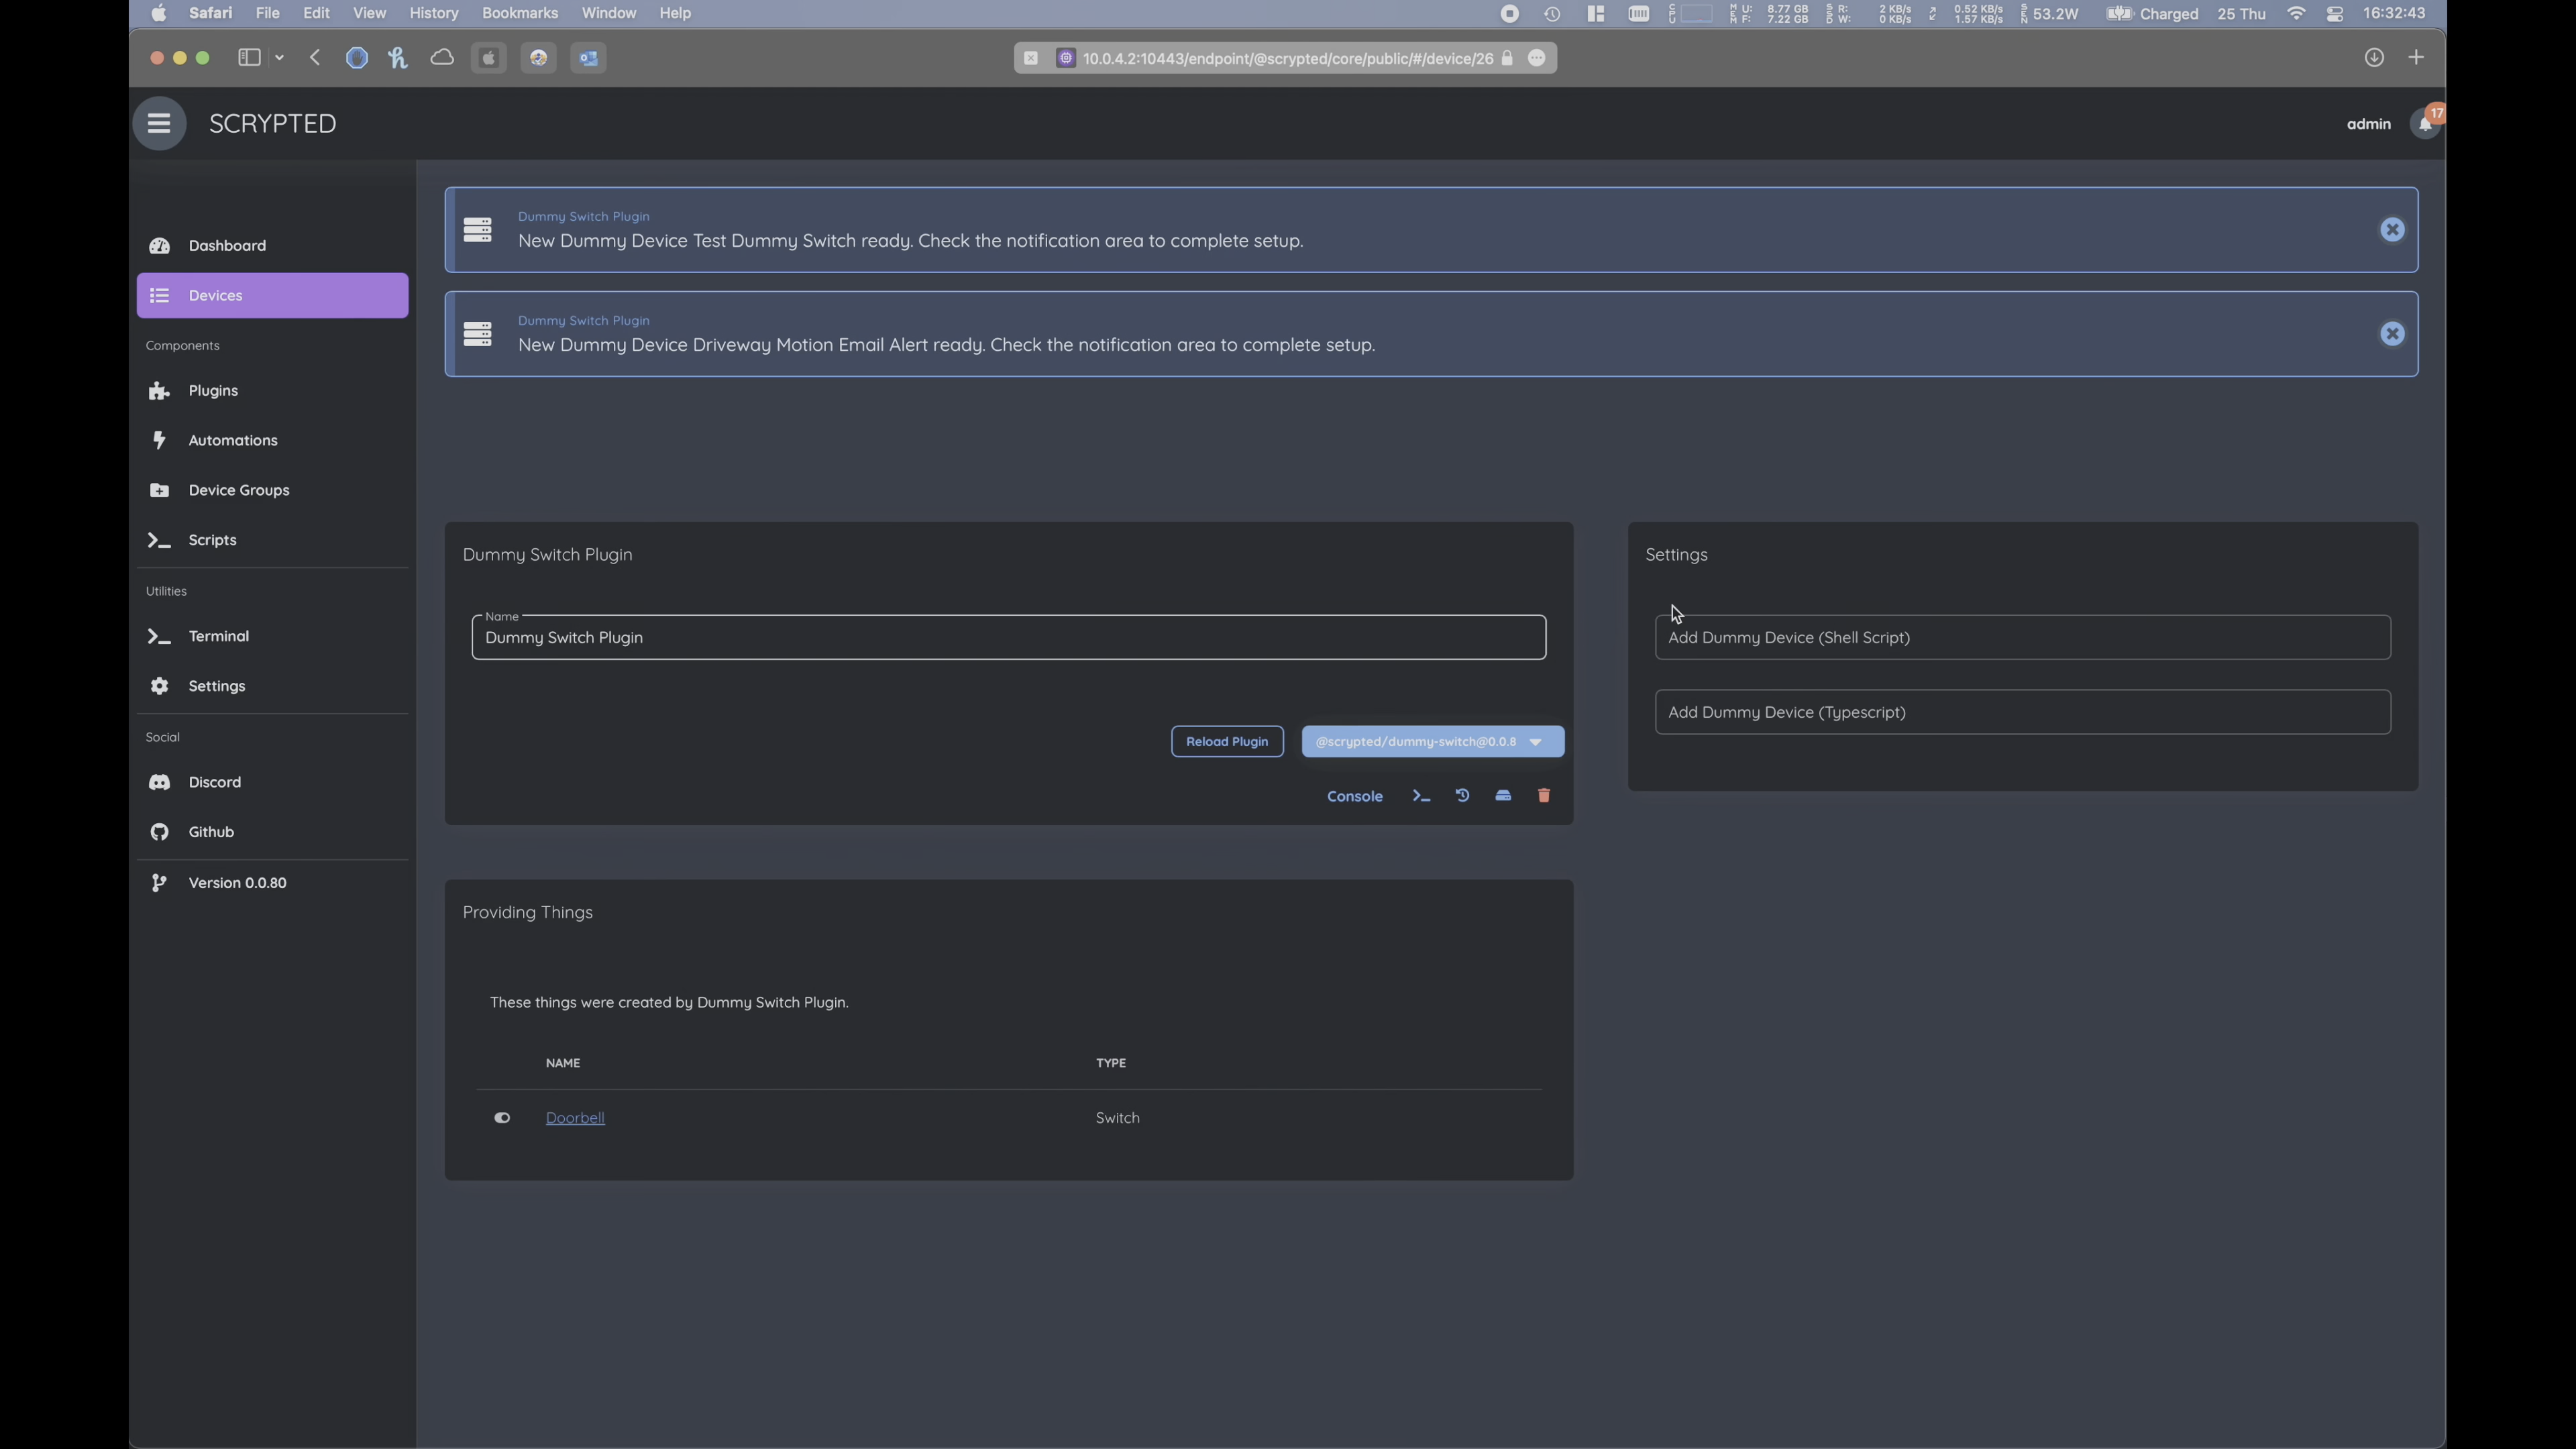 Safari File Edit View History Bookmarks Window Help
CPU MEM U: 8.77 GB F: 7.22 GB SSD R: 2 KB/s W: 0 KB/s 0.52 KB/s 1.57 KB/s SEN 53.2W Charged 25 Thu 16:32:43
10.0.4.2:10443/endpoint/@scrypted/core/public/#/device/26
SCRYPTED
admin 17
Dashboard
Devices
Components
Plugins
Automations
Device Groups
Scripts
Utilities
Terminal
Settings
Social
Discord
Github
Version 0.0.80
Dummy Switch Plugin
New Dummy Device Test Dummy Switch ready. Check the notification area to complete setup.
Dummy Switch Plugin
New Dummy Device Driveway Motion Email Alert ready. Check the notification area to complete setup.
Dummy Switch Plugin
Name
Dummy Switch Plugin
Reload Plugin @scrypted/dummy-switch@0.0.8
Console
Settings
Add Dummy Device (Shell Script)
Add Dummy Device (Typescript)
Providing Things
These things were created by Dummy Switch Plugin.
NAME TYPE
Doorbell Switch